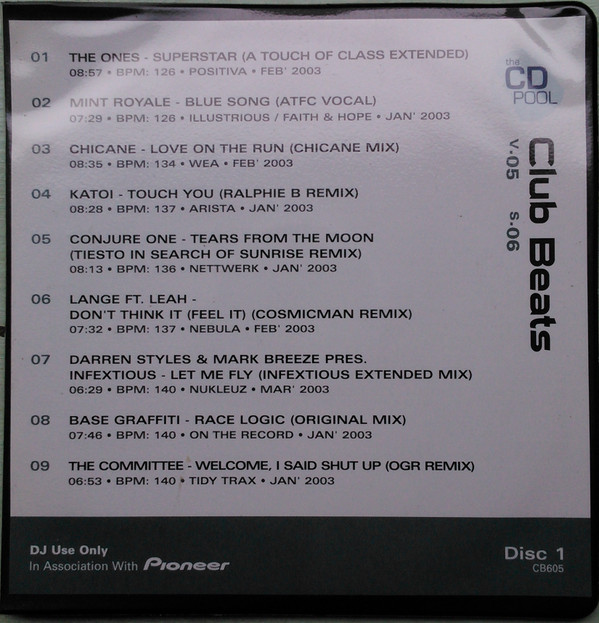 01 THE ONES - SUPERSTAR (A TOUCH OF CLASS EXTENDED)
08:57 • BPM: 126 • POSITIVA • FEB' 2003
02 MINT ROYALE - BLUE SONG (ATFC VOCAL)
07:29 • BPM: 126 • ILLUSTRIOUS / FAITH & HOPE • JAN' 2003
03 CHICANE - LOVE ON THE RUN (CHICANE MIX)
08:35 • BPM: 134 • WEA • FEB' 2003
04 KATOI - TOUCH YOU (RALPHIE B REMIX)
08:28 • BPM: 137 • ARISTA • JAN' 2003
05 CONJURE ONE - TEARS FROM THE MOON
(TIESTO IN SEARCH OF SUNRISE REMIX)
08:13 • BPM: 136 • NETTWERK • JAN' 2003
06 LANGE FT. LEAH -
DON'T THINK IT (FEEL IT) (COSMICMAN REMIX)
07:32 • BPM: 137 • NEBULA • FEB' 2003
07 DARREN STYLES & MARK BREEZE PRES.
INFEXTIOUS - LET ME FLY (INFEXTIOUS EXTENDED MIX)
06:29 • BPM: 140 • NUKLEUZ • MAR' 2003
08 BASE GRAFFITI - RACE LOGIC (ORIGINAL MIX)
07:46 • BPM: 140 • ON THE RECORD • JAN' 2003
09 THE COMMITTEE - WELCOME, I SAID SHUT UP (OGR REMIX)
06:53 • BPM: 140 • TIDY TRAX • JAN' 2003
the
CD
POOL
Club Beats
v.05 s.06
DJ Use Only
In Association With Pioneer
Disc 1
CB605